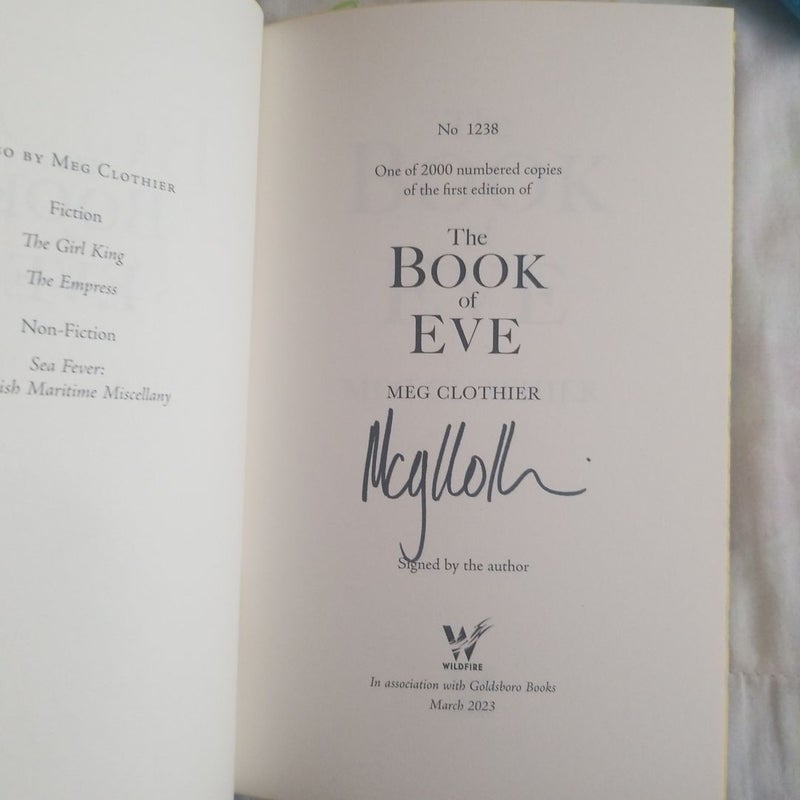 BY MEG CLOTHIER
Fiction
The Girl King
The Empress
Non-Fiction
Sea Fever:
Maritime Miscellany
No 1238
One of 2000 numbered copies
of the first edition of
The
BOOK
of
EVE
MEG CLOTHIER
Signed by the author
W
WILDFIRE
In association with Goldsboro Books
March 2023